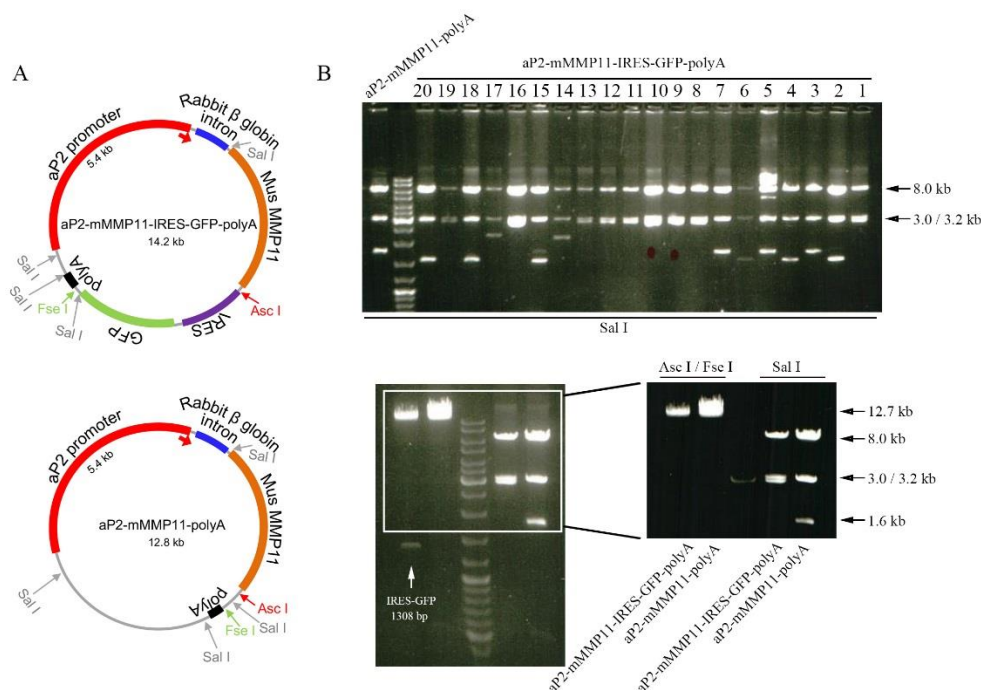 A
aP2 promoter
5.4 kb
Rabbit β globin
intron
Sal I
Mus MMP11
aP2-mMMP11-IRES-GFP-polyA
14.2 kb
Sal I
Sal I
polyA
Fse I
Sal I
GFP
IRES
Asc I
aP2 promoter
5.4 kb
Rabbit β globin
intron
Sal I
Mus MMP11
aP2-mMMP11-polyA
12.8 kb
Sal I
polyA
Asc I
Sal I
Fse I
Sal I
B
aP2-mMMP11-polyA
aP2-mMMP11-IRES-GFP-polyA
20 19 18 17 16 15 14 13 12 11 10 9 8 7 6 5 4 3 2 1
8.0 kb
3.0 / 3.2 kb
Sal I
IRES-GFP
1308 bp
Asc I / Fse I
Sal I
12.7 kb
8.0 kb
3.0 / 3.2 kb
1.6 kb
aP2-mMMP11-IRES-GFP-polyA
aP2-mMMP11-polyA
aP2-mMMP11-IRES-GFP-polyA
aP2-mMMP11-polyA